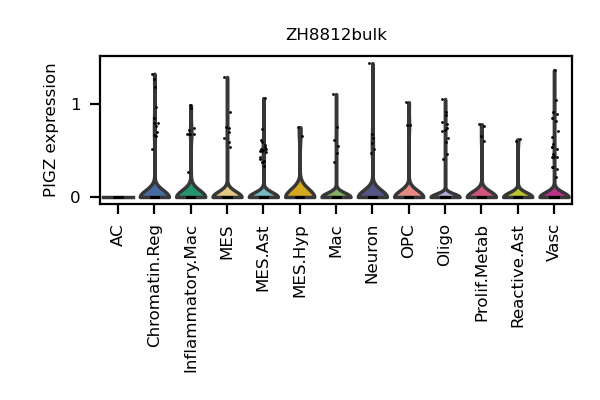 ZH8812bulk
PIGZ expression
1
0
AC
Chromatin.Reg
Inflammatory.Mac
MES
MES.Ast
MES.Hyp
Mac
Neuron
OPC
Oligo
Prolif.Metab
Reactive.Ast
Vasc